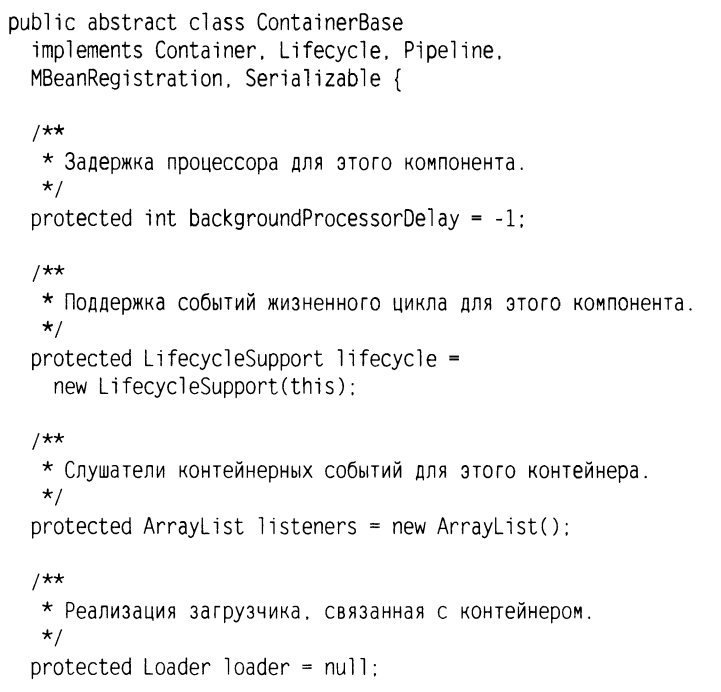 public abstract class ContainerBase
implements Container, Lifecycle, Pipeline,
MBeanRegistration, Serializable {
/**
* Задержка процессора для этого компонента.
*/
protected int backgroundProcessorDelay = -1;
/**
* Поддержка событий жизненного цикла для этого компонента.
*/
protected LifecycleSupport lifecycle =
new LifecycleSupport(this);
/**
* Слушатели контейнерных событий для этого контейнера.
*/
protected ArrayList listeners = new ArrayList();
/**
* Реализация загрузчика, связанная с контейнером.
*/
protected Loader loader = null;